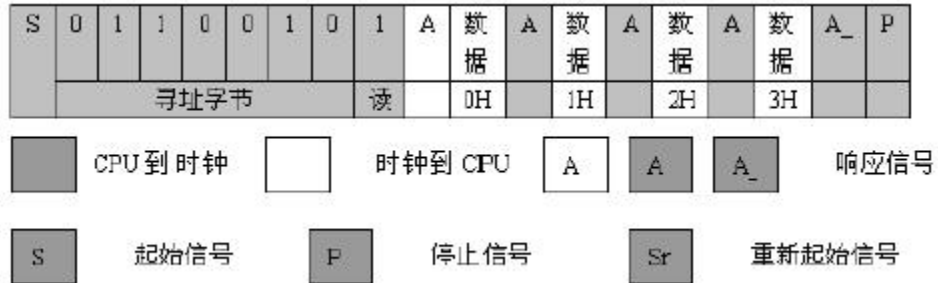 S 0 1 1 0 0 1 0 1 A 数据 A 数据 A 数据 A 数据 A_ P
寻址字节 读 0H 1H 2H 3H
CPU到时钟 时钟到CPU A A A_ 响应信号
S 起始信号 P 停止信号 Sr 重新起始信号